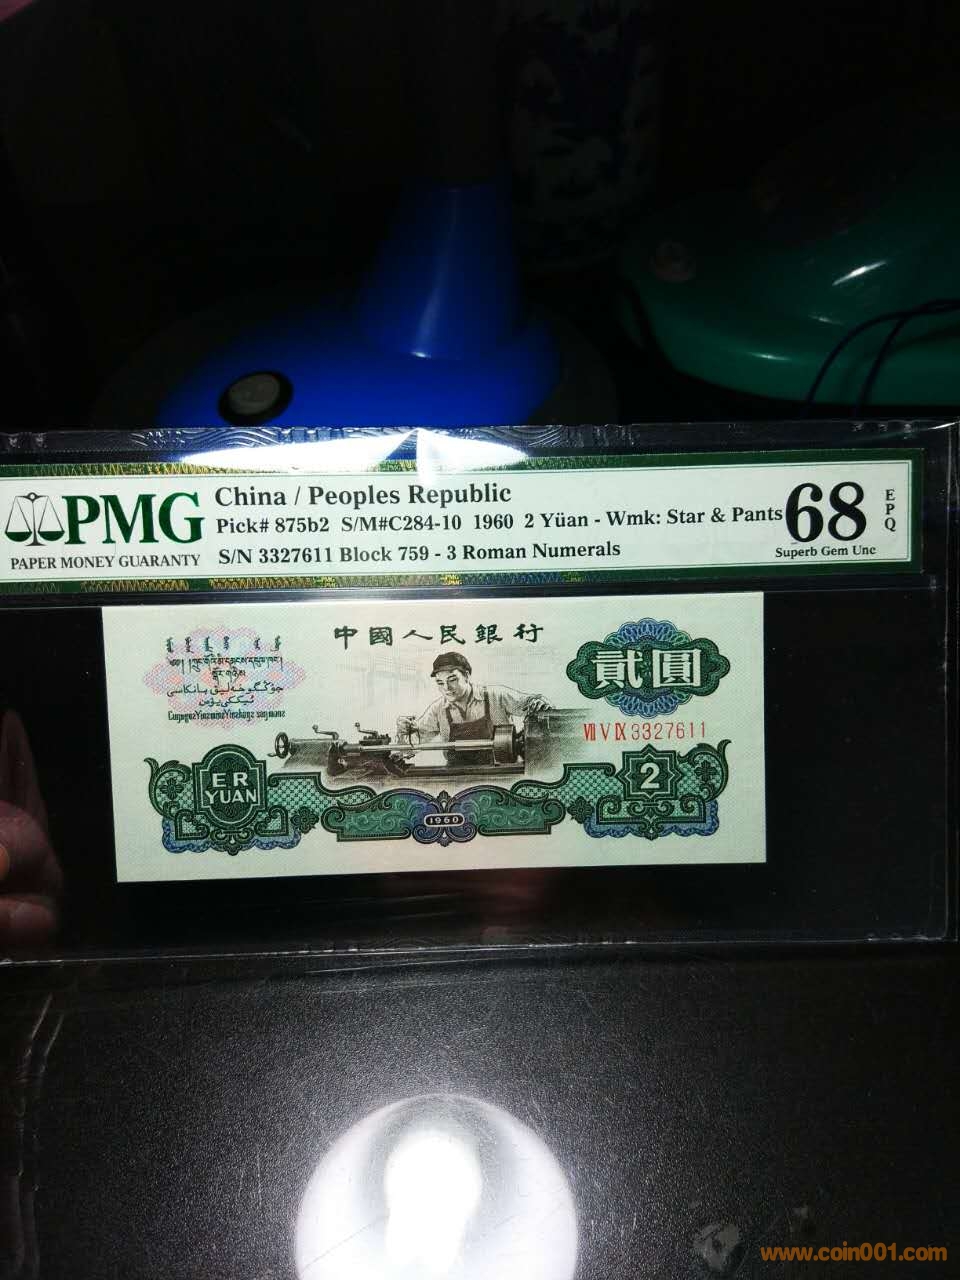 PMG
PAPER MONEY GUARANTY
China / Peoples Republic
Pick# 875b2 S/M#C284-10 1960 2 Yüan - Wmk: Star & Pants
S/N 3327611 Block 759 - 3 Roman Numerals
68
EPQ
Superb Gem Unc
中國人民銀行
貳圓
VII V IX 3327611
ER
YUAN
1960
2
www.coin001.com